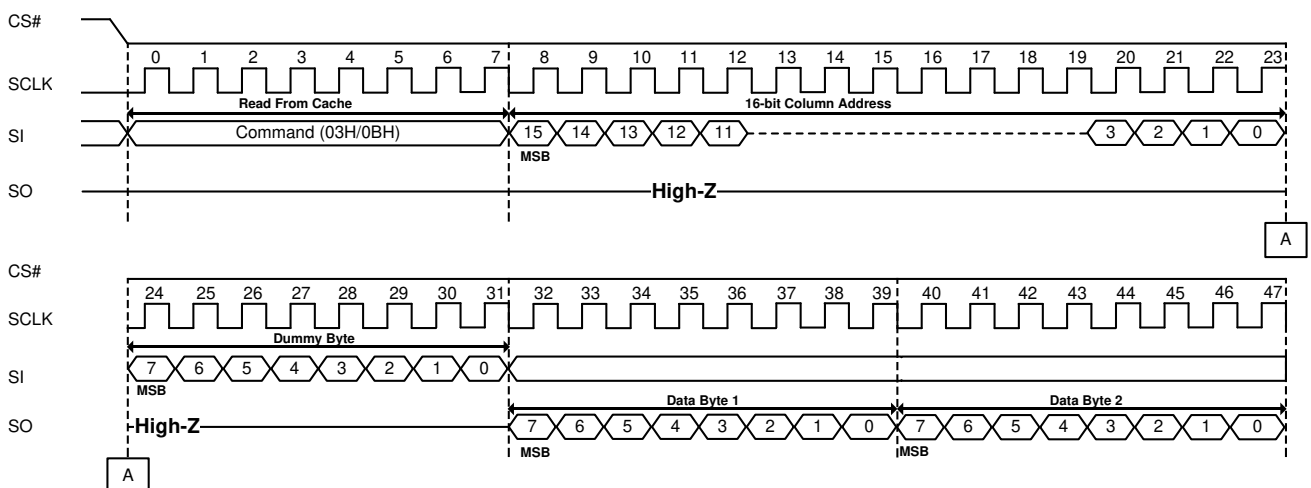 CS#
0 1 2 3 4 5 6 7 8 9 10 11 12 13 14 15 16 17 18 19 20 21 22 23
SCLK
Read From Cache 16-bit Column Address
SI Command (03H/0BH) 15 14 13 12 11 3 2 1 0
MSB
SO High-Z
A
CS#
24 25 26 27 28 29 30 31 32 33 34 35 36 37 38 39 40 41 42 43 44 45 46 47
SCLK
Dummy Byte
SI 7 6 5 4 3 2 1 0
MSB
Data Byte 1 Data Byte 2
SO High-Z 7 6 5 4 3 2 1 0 7 6 5 4 3 2 1 0
MSB MSB
A